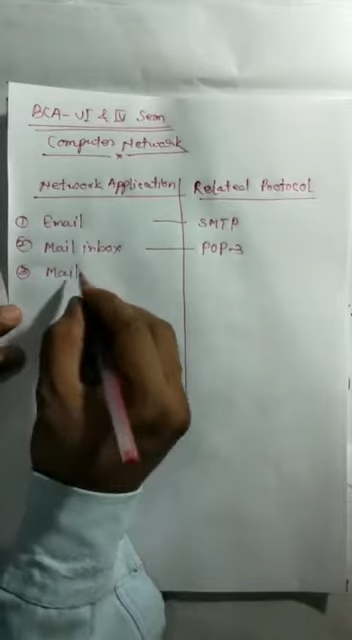 BCA- VI & IV Sem
Computer Network
Network Application | Related Protocol
① Email — SMTP
② Mail inbox — POP-3
③ Mail